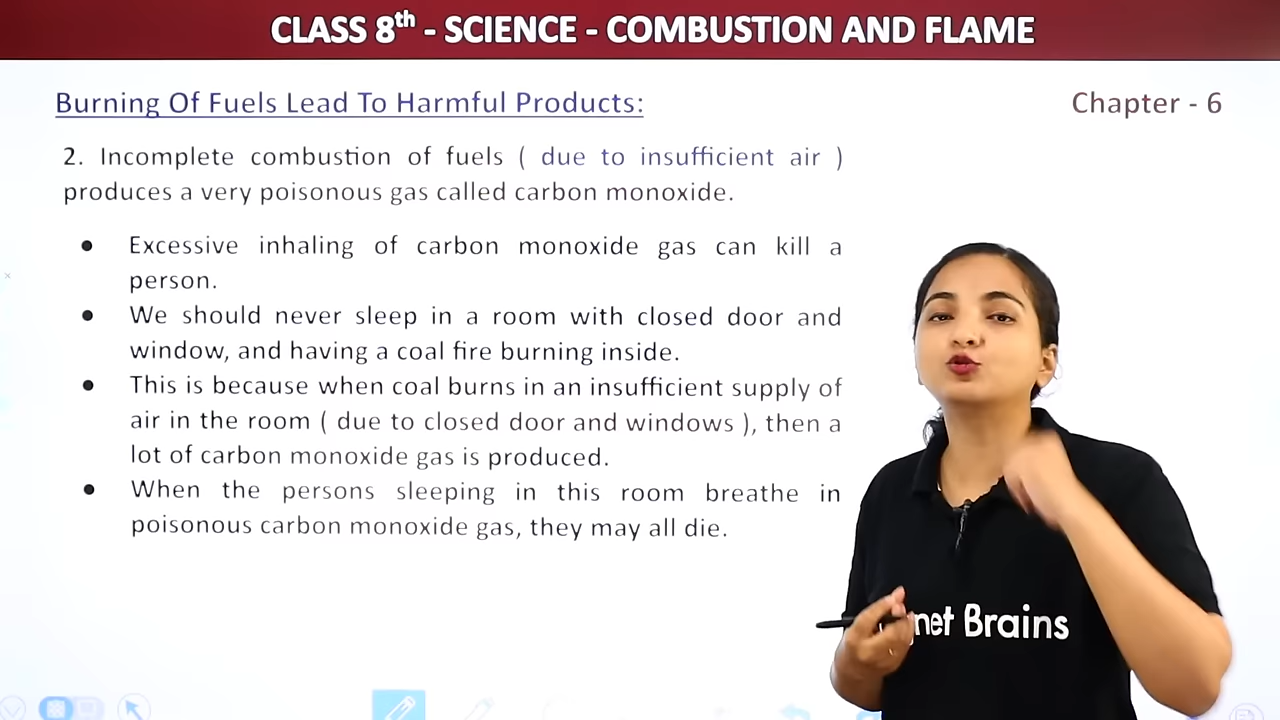 CLASS 8th - SCIENCE - COMBUSTION AND FLAME
Burning Of Fuels Lead To Harmful Products:
Chapter - 6
2. Incomplete combustion of fuels ( due to insufficient air )
produces a very poisonous gas called carbon monoxide.
• Excessive inhaling of carbon monoxide gas can kill a
person.
• We should never sleep in a room with closed door and
window, and having a coal fire burning inside.
• This is because when coal burns in an insufficient supply of
air in the room ( due to closed door and windows ), then a
lot of carbon monoxide gas is produced.
• When the persons sleeping in this room breathe in
poisonous carbon monoxide gas, they may all die.
Brains